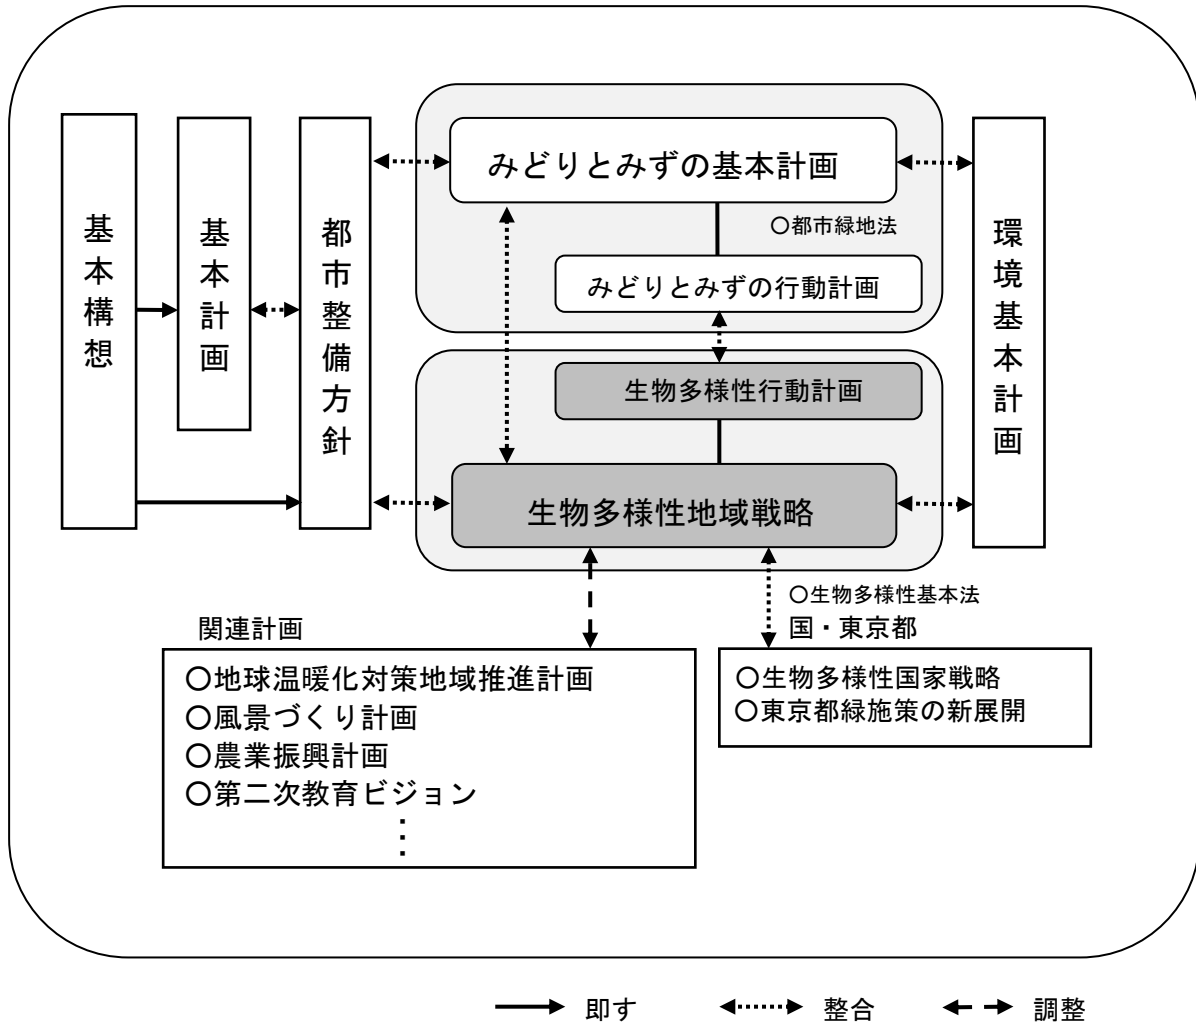 基本構想
基本計画
都市整備方針
みどりとみずの基本計画
○都市緑地法
みどりとみずの行動計画
生物多様性行動計画
生物多様性地域戦略
環境基本計画
○生物多様性基本法
国・東京都
○生物多様性国家戦略
○東京都緑施策の新展開
関連計画
○地球温暖化対策地域推進計画
○風景づくり計画
○農業振興計画
○第二次教育ビジョン
⋮
即す
整合
調整